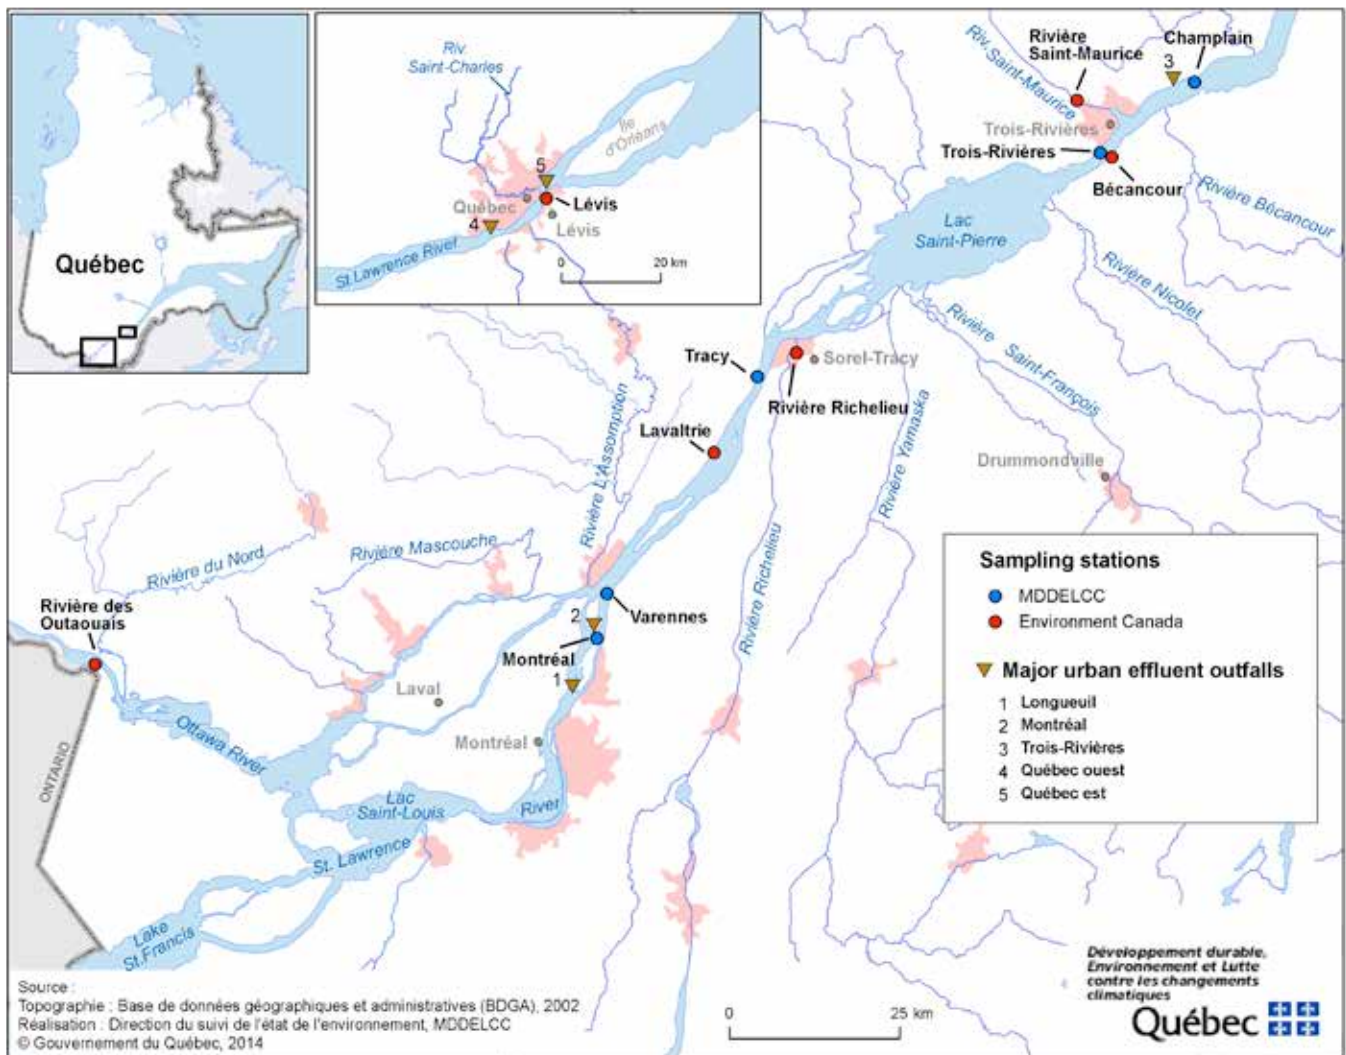 Québec
Riv.
Saint-Charles
Ile
d'Orléans
5
Québec
Lévis
4
Lévis
St. Lawrence River
0
20 km
Rivière
Saint-Maurice
Champlain
3
Riv. Saint-Maurice
Trois-Rivières
Trois-Rivières
Bécancour
Rivière Bécancour
Lac
Saint-Pierre
Rivière Nicolet
Rivière Saint-François
Tracy
Sorel-Tracy
Rivière Richelieu
Lavaltrie
Rivière Yamaska
Drummondville
Rivière L'Assomption
Rivière Mascouche
Rivière du Nord
Rivière Richelieu
Rivière des
Outaouais
2
Varennes
Montréal
1
Laval
Montréal
Ottawa River
ONTARIO
Lac
Saint-Louis
River
St. Lawrence
Lake
St.Francis
Sampling stations
MDDELCC
Environment Canada
Major urban effluent outfalls
1 Longueuil
2 Montréal
3 Trois-Rivières
4 Québec ouest
5 Québec est
Source :
Topographie : Base de données géographiques et administratives (BDGA), 2002
Réalisation : Direction du suivi de l'état de l'environnement, MDDELCC
© Gouvernement du Québec, 2014
0
25 km
Développement durable,
Environnement et Lutte
contre les changements
climatiques
Québec